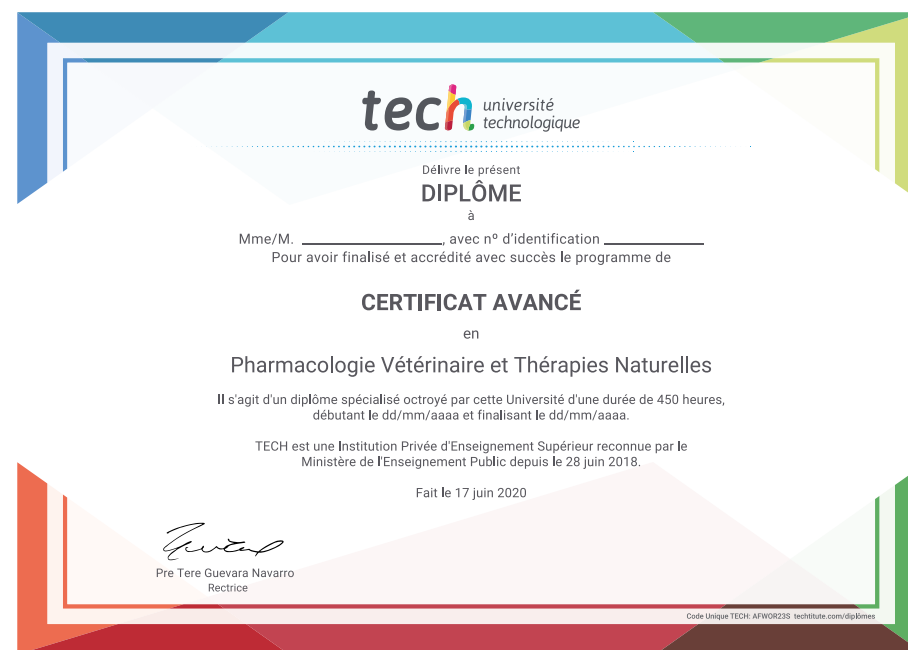 tech université
technologique
Délivre le présent
DIPLÔME
à
Mme/M. ____________________, avec nº d'identification ______________
Pour avoir finalisé et accrédité avec succès le programme de
CERTIFICAT AVANCÉ
en
Pharmacologie Vétérinaire et Thérapies Naturelles
Il s'agit d'un diplôme spécialisé octroyé par cette Université d'une durée de 450 heures,
débutant le dd/mm/aaaa et finalisant le dd/mm/aaaa.
TECH est une Institution Privée d'Enseignement Supérieur reconnue par le
Ministère de l'Enseignement Public depuis le 28 juin 2018.
Fait le 17 juin 2020
Pre Tere Guevara Navarro
Rectrice
Code Unique TECH: AFWOR23S techtitute.com/diplômes